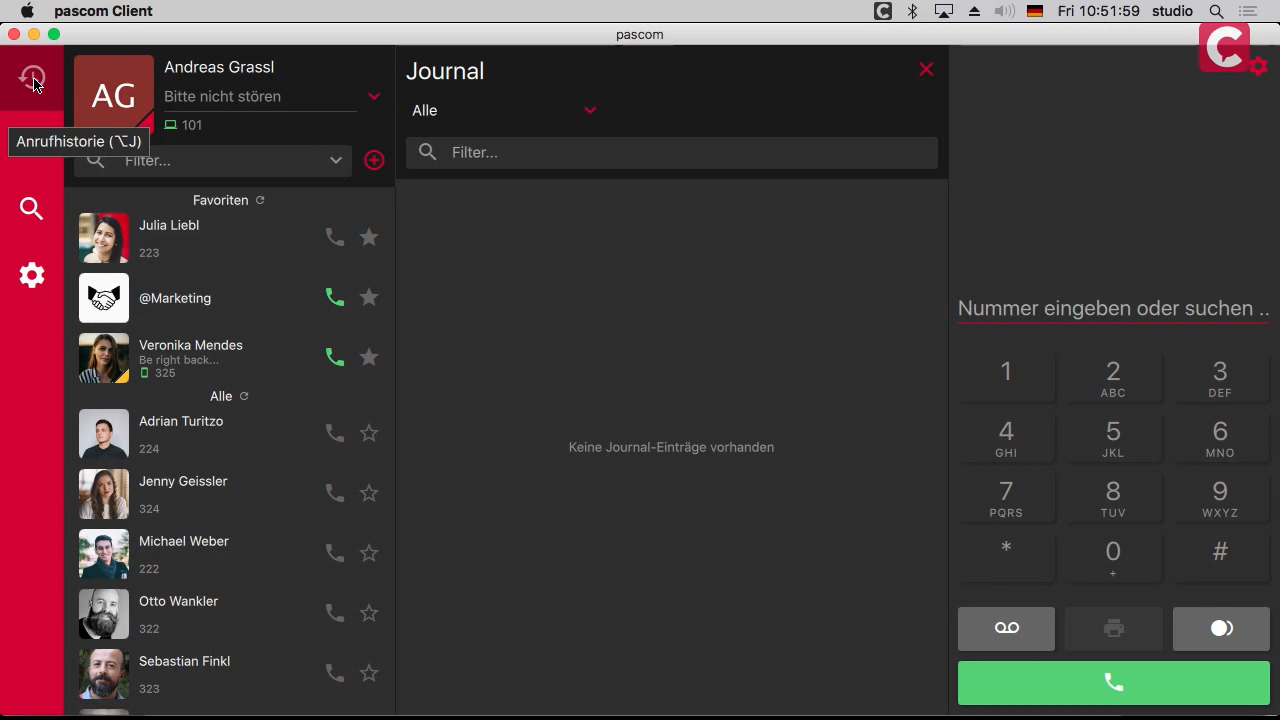 pascom Client
Fri 10:51:59 studio
pascom
C
AG
Andreas Grassl
Bitte nicht stören
101
Anrufhistorie (⌥J)
Filter...
Favoriten
Julia Liebl
223
@Marketing
Veronika Mendes
Be right back...
325
Alle
Adrian Turitzo
224
Jenny Geissler
324
Michael Weber
222
Otto Wankler
322
Sebastian Finkl
323
Journal
Alle
Filter...
Keine Journal-Einträge vorhanden
Nummer eingeben oder suchen ..
1 2 3
ABC DEF
4 5 6
GHI JKL MNO
7 8 9
PQRS TUV WXYZ
* 0 #
+